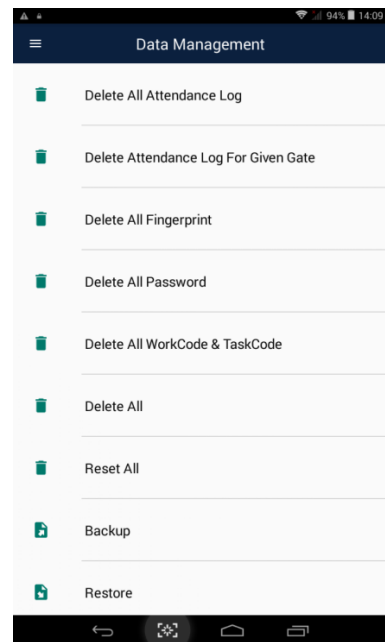 94% 14:09
Data Management
Delete All Attendance Log
Delete Attendance Log For Given Gate
Delete All Fingerprint
Delete All Password
Delete All WorkCode & TaskCode
Delete All
Reset All
Backup
Restore